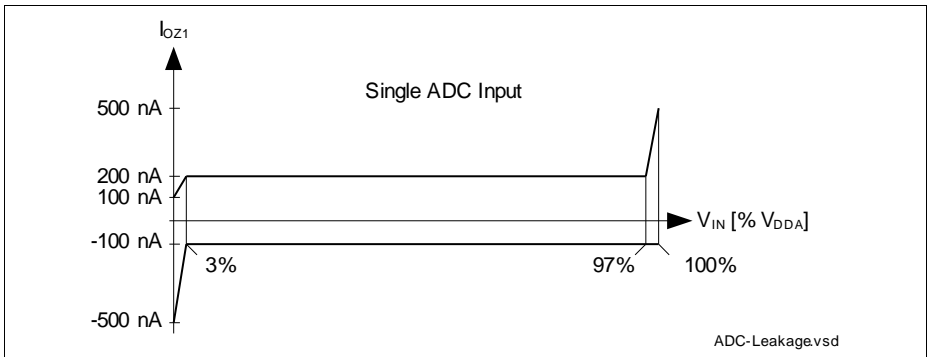 I_OZ1
Single ADC Input
500 nA
200 nA
100 nA
V_IN [% V_DDA]
-100 nA
3%
97%
100%
-500 nA
ADC-Leakage.vsd